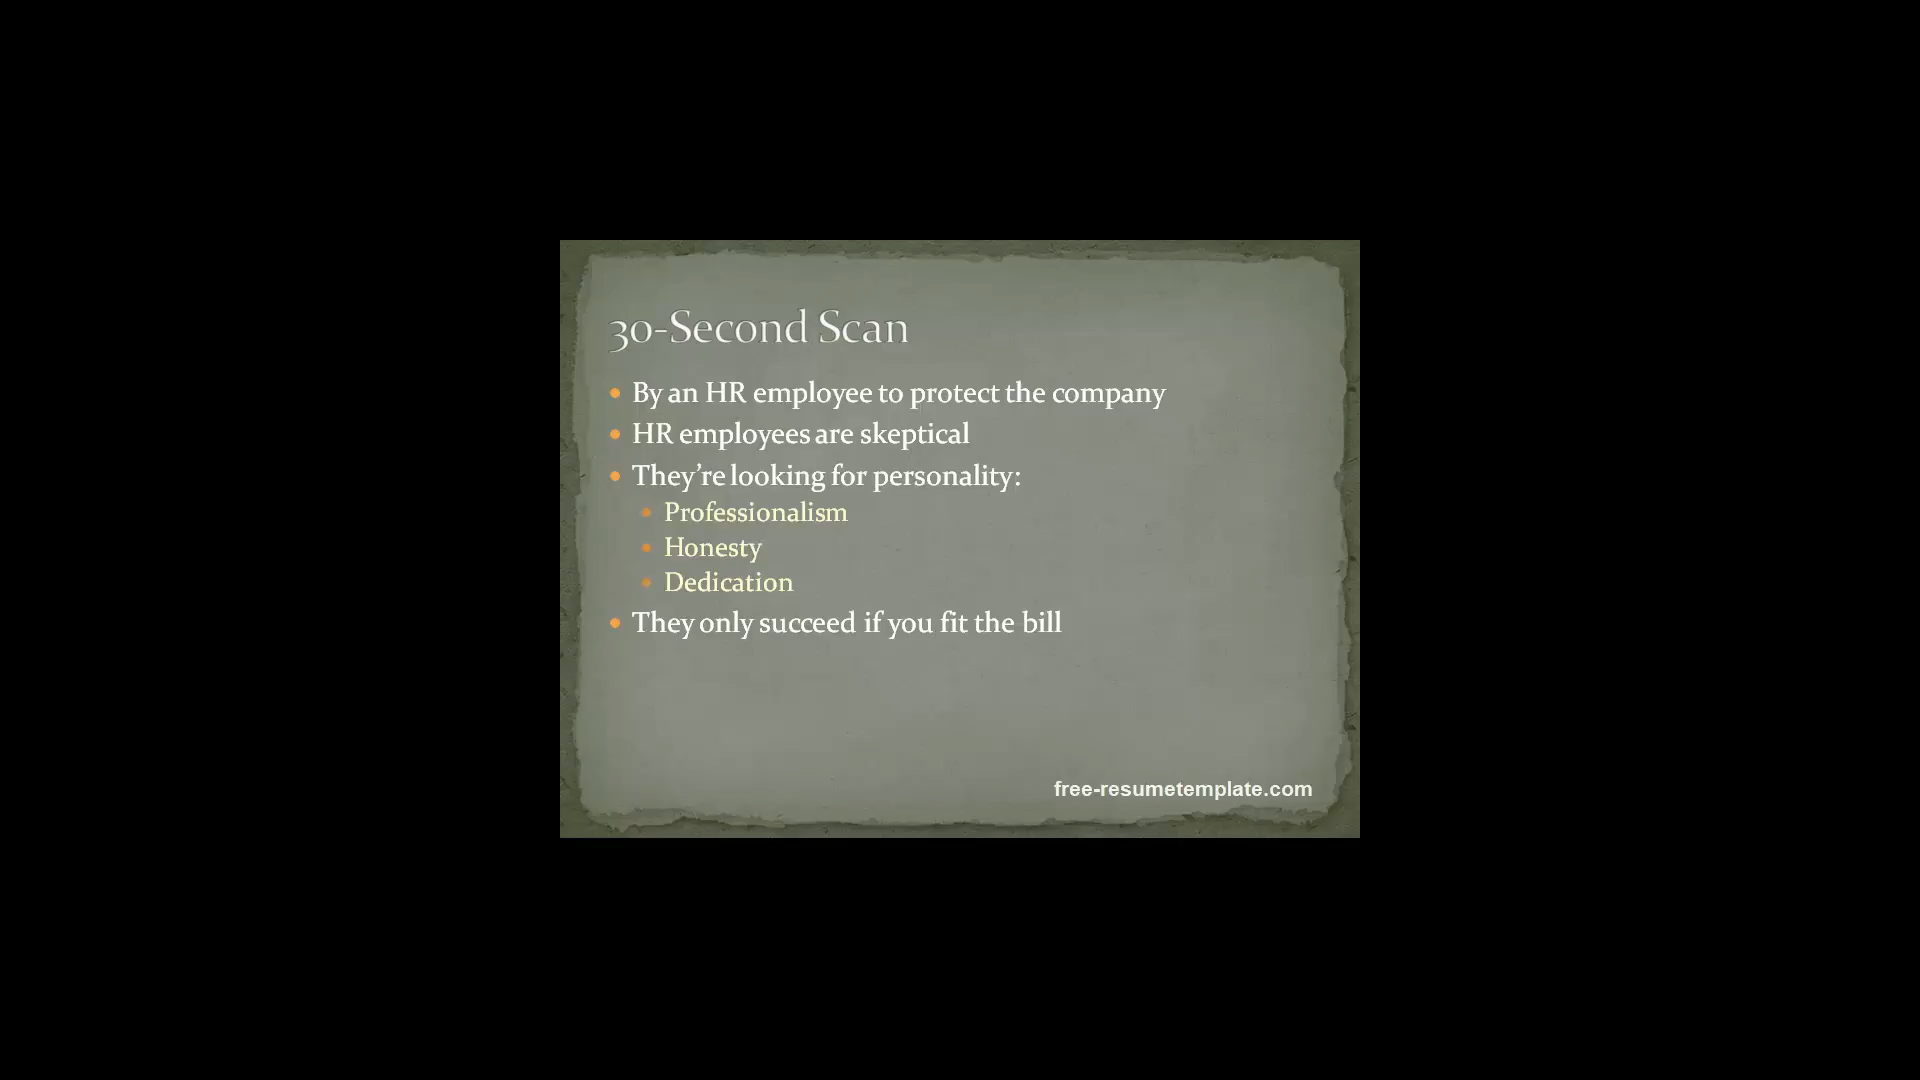 30-Second Scan
By an HR employee to protect the company
HR employees are skeptical
They’re looking for personality:
Professionalism
Honesty
Dedication
They only succeed if you fit the bill
free-resumetemplate.com